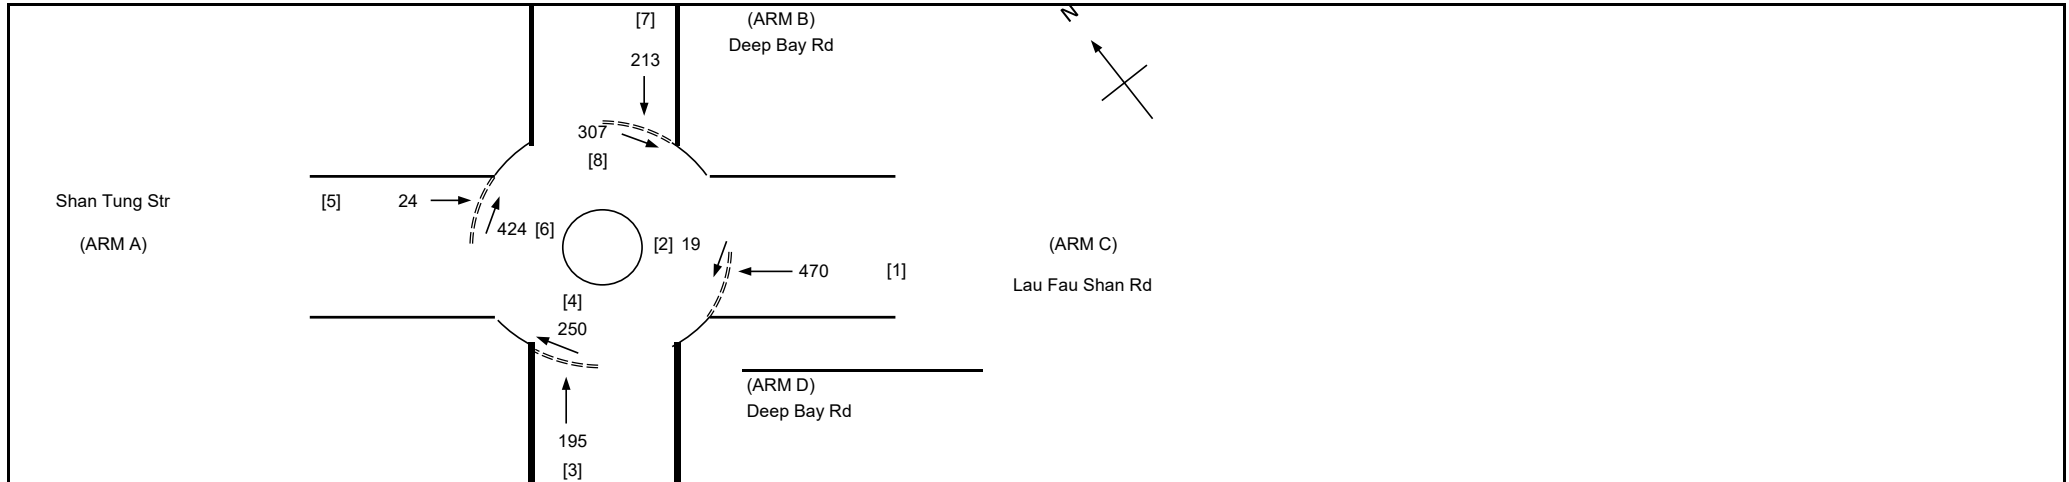 [7]
(ARM B)
N
Deep Bay Rd
213
307
[8]
Shan Tung Str
[5]
24
(ARM A)
424 [6]
[2] 19
(ARM C)
470
[1]
Lau Fau Shan Rd
[4]
250
(ARM D)
Deep Bay Rd
195
[3]